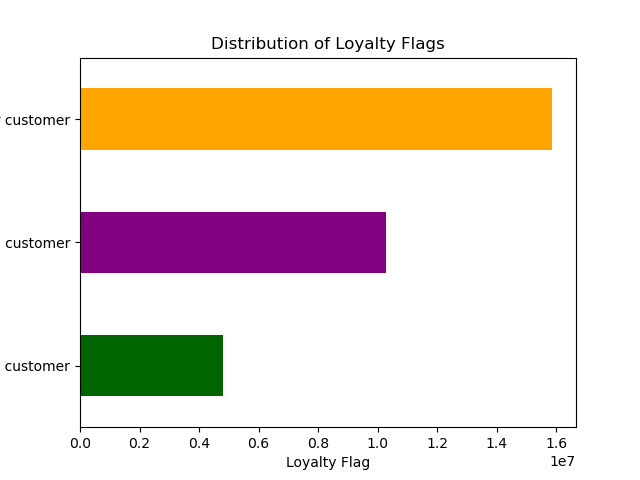 Distribution of Loyalty Flags
customer
customer
customer
0.0 0.2 0.4 0.6 0.8 1.0 1.2 1.4 1.6
1e7
Loyalty Flag